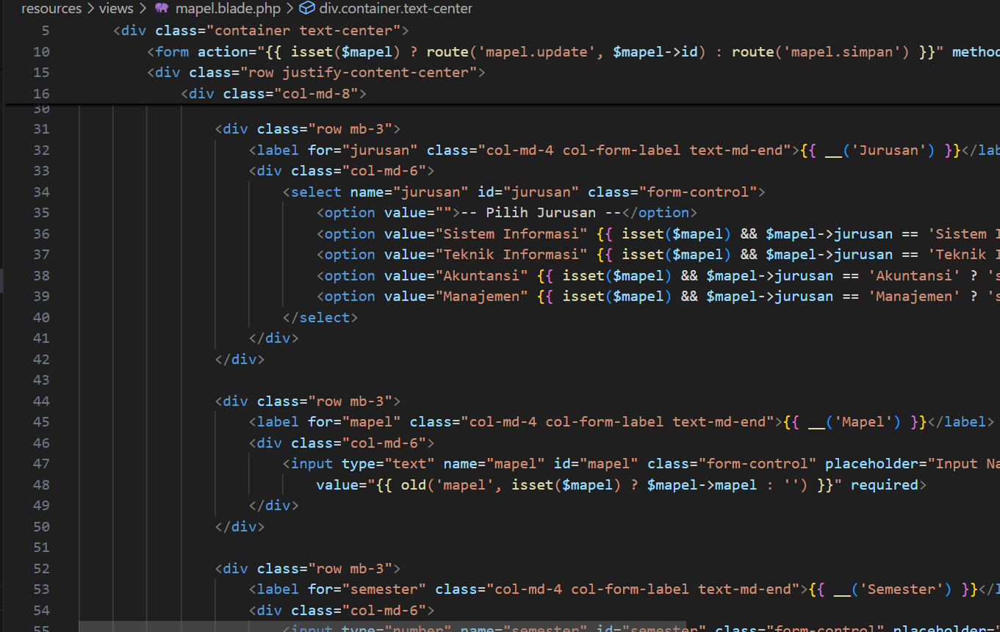 resources > views > mapel.blade.php > div.container.text-center
5 <div class="container text-center">
10 <form action="{{ isset($mapel) ? route('mapel.update', $mapel->id) : route('mapel.simpan') }}" method
15 <div class="row justify-content-center">
16 <div class="col-md-8">
30
31 <div class="row mb-3">
32 <label for="jurusan" class="col-md-4 col-form-label text-md-end">{{ __('Jurusan') }}</lab
33 <div class="col-md-6">
34 <select name="jurusan" id="jurusan" class="form-control">
35 <option value="">-- Pilih Jurusan --</option>
36 <option value="Sistem Informasi" {{ isset($mapel) && $mapel->jurusan == 'Sistem I
37 <option value="Teknik Informasi" {{ isset($mapel) && $mapel->jurusan == 'Teknik I
38 <option value="Akuntansi" {{ isset($mapel) && $mapel->jurusan == 'Akuntansi' ? 's
39 <option value="Manajemen" {{ isset($mapel) && $mapel->jurusan == 'Manajemen' ? 's
40 </select>
41 </div>
42 </div>
43
44 <div class="row mb-3">
45 <label for="mapel" class="col-md-4 col-form-label text-md-end">{{ __('Mapel') }}</label>
46 <div class="col-md-6">
47 <input type="text" name="mapel" id="mapel" class="form-control" placeholder="Input Na
48 value="{{ old('mapel', isset($mapel) ? $mapel->mapel : '') }}" required>
49 </div>
50 </div>
51
52 <div class="row mb-3">
53 <label for="semester" class="col-md-4 col-form-label text-md-end">{{ __('Semester') }}</l
54 <div class="col-md-6">
55 <input type="number" name="semester" id="semester" class="form-control" placeholder="